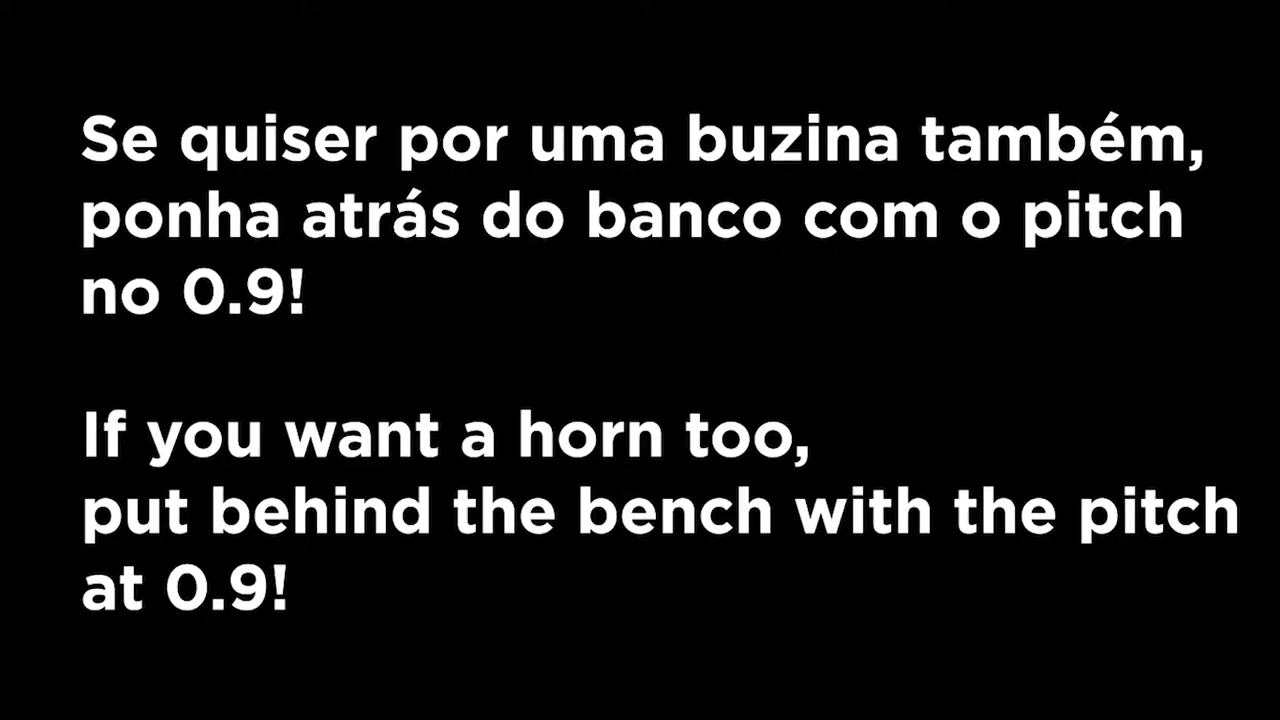 Se quiser por uma buzina também,
ponha atrás do banco com o pitch
no 0.9!
If you want a horn too,
put behind the bench with the pitch
at 0.9!